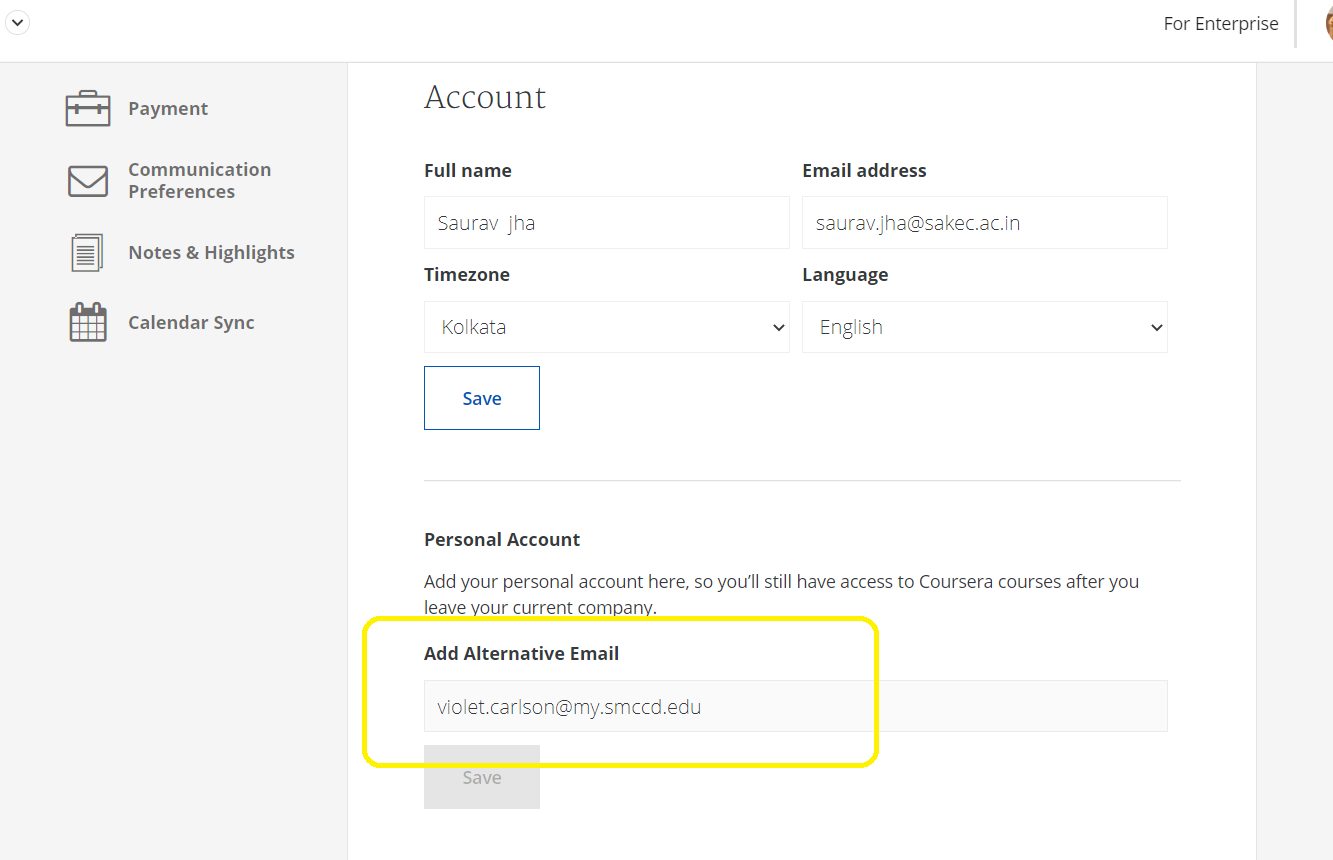 For Enterprise
Payment
Communication
Preferences
Notes & Highlights
Calendar Sync
Account
Full name
Email address
Saurav  jha
saurav.jha@sakec.ac.in
Timezone
Language
Kolkata
English
Save
Personal Account
Add your personal account here, so you’ll still have access to Coursera courses after you
leave your current company.
Add Alternative Email
violet.carlson@my.smccd.edu
Save